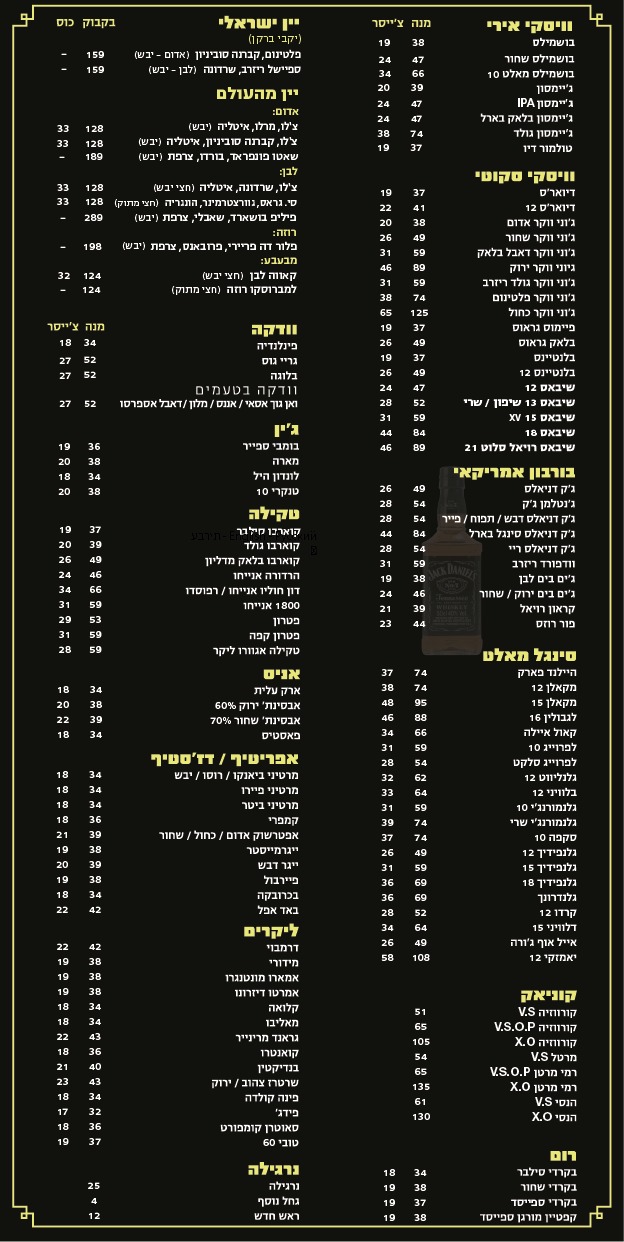 וויסקי אירי מנה צ'ייסר
בושמילס 38 19
בושמילס שחור 47 24
בושמילס מאלט 10 66 34
ג'יימסון 39 20
ג'יימסון IPA 47 24
ג'יימסון בלאק בארל 47 24
ג'יימסון גולד 74 38
טולמור דיו 37 19
וויסקי סקוטי
דיוארס 37 19
דיוארס 12 41 22
ג'וני ווקר אדום 38 20
ג'וני ווקר שחור 49 26
ג'וני ווקר דאבל בלאק 59 31
גיוני ווקר ירוק 89 46
ג'וני ווקר גולד ריזרב 59 31
ג'וני ווקר פלטינום 74 38
ג'וני ווקר כחול 125 65
פיימוס גראוס 37 19
בלאק גראוס 49 26
בלנטיינס 37 19
בלנטיינס 12 49 26
שיבאס 12 47 24
שיבאס 13 שיפון / שרי 52 28
שיבאס 15 XV 59 31
שיבאס 18 84 44
שיבאס רויאל סלוט 21 89 46
בורבון אמריקאי
ג'ק דניאלס 49 26
ג'נטלמן ג'ק 54 28
ג'ק דניאלס דבש / תפוח / פייר 54 28
ג'ק דניאלס סינגל בארל 84 44
ג'ק דניאלס ריי 54 28
וודפורד ריזרב 59 31
ג'ים בים לבן 38 19
ג'ים בים ירוק / שחור 46 24
קראון רויאל 39 21
פור רוזס 44 23
סינגל מאלט
היילנד פארק 74 37
מקאלן 12 74 38
מקאלן 15 95 48
לגבולין 16 88 46
קאול איילה 66 34
לפרוייג 10 59 31
לפרוייג סלקט 54 28
גלנליווט 12 62 32
בלוויני 12 64 33
גלנמורנג'י 10 59 31
גלנמורנג'י שרי 74 39
סקפה 10 74 37
גלנפידיך 12 49 26
גלנפידיך 15 59 31
גלנפידיך 18 69 36
גלנדרונך 69 36
קרדו 12 52 28
דלוויני 15 64 34
אייל אוף ג'ורה 49 26
יאמזקי 12 108 58
קוניאק
קורווזיה V.S 51
קורווזיה V.S.O.P 65
קורווזיה X.O 105
מרטל V.S 54
רמי מרטן V.S.O.P 65
רמי מרטן X.O 135
הנסי V.S 61
הנסי X.O 130
רום
בקרדי סילבר 34 18
בקרדי שחור 38 19
בקרדי ספייסד 37 19
קפטיין מורגן ספייסד 38 19
יין ישראלי בקבוק כוס
(יקבי ברקן)
פלטינום, קברנה סוביניון (אדום – יבש) 159 –
ספיישל ריזרב, שרדונה (לבן – יבש) 159 –
יין מהעולם
אדום:
צ'לו, מרלו, איטליה (יבש) 128 33
צ'לו, קברנה סוביניון, איטליה (יבש) 128 33
שאטו פונפראד, בורדו, צרפת (יבש) 189 –
לבן:
צ'לו, שרדונה, איטליה (חצי יבש) 128 33
סי. גראס, גוורצטרמינר, הונגריה (חצי מתוק) 128 33
פיליפ בושארד, שאבלי, צרפת (יבש) 289 –
רוזה:
פלור דה פריירי, פרובאנס, צרפת (יבש) 198 –
מבעבע:
קאווה לבן (חצי יבש) 124 32
למברוסקו רוזה (חצי מתוק) 124 –
וודקה מנה צ'ייסר
פינלנדיה 34 18
גריי גוס 52 27
בלוגה 52 27
וודקה בטעמים
ואן גוך אסאי / אננס / מלון / דאבל אספרסו 52 27
ג'ין
בומבי ספייר 36 19
מארה 38 20
לונדון היל 34 18
טנקרי 10 38 20
טקילה
קוארבו סילבר 37 19
קוארבו גולד 39 20
קוארבו בלאק מדליון 49 26
הרדורה אנייחו 46 24
דון חוליו אנייחו / רפוסדו 66 34
1800 אנייחו 59 31
פטרון 53 29
פטרון קפה 59 31
טקילה אגוורו ליקר 59 28
אניס
ארק עלית 34 18
אבסינת' ירוק 60% 38 20
אבסינת' שחור 70% 39 22
פאסטיס 34 18
אפריטיף / דז'סטיף
מרטיני ביאנקו / רוסו / יבש 34 18
מרטיני פיירו 34 18
מרטיני ביטר 34 18
קמפרי 36 18
אפטרשוק אדום / כחול / שחור 39 21
ייגרמייסטר 38 19
ייגר דבש 39 20
פיירבול 38 19
בכרובקה 34 18
באד אפל 42 22
ליקרים
דרמבוי 42 22
מידורי 38 19
אמארו מונטנגרו 38 19
אמרטו דיזרונו 38 19
קלואה 34 18
מאליבו 34 18
גראנד מרינייר 43 22
קואנטרו 36 18
בנדיקטין 40 21
שרטרז צהוב / ירוק 43 23
פינה קולדה 34 18
פידג' 32 17
סאוטרן קומפורט 36 18
טובי 60 37 19
נרגילה
נרגילה 25
גחל נוסף 4
ראש חדש 12